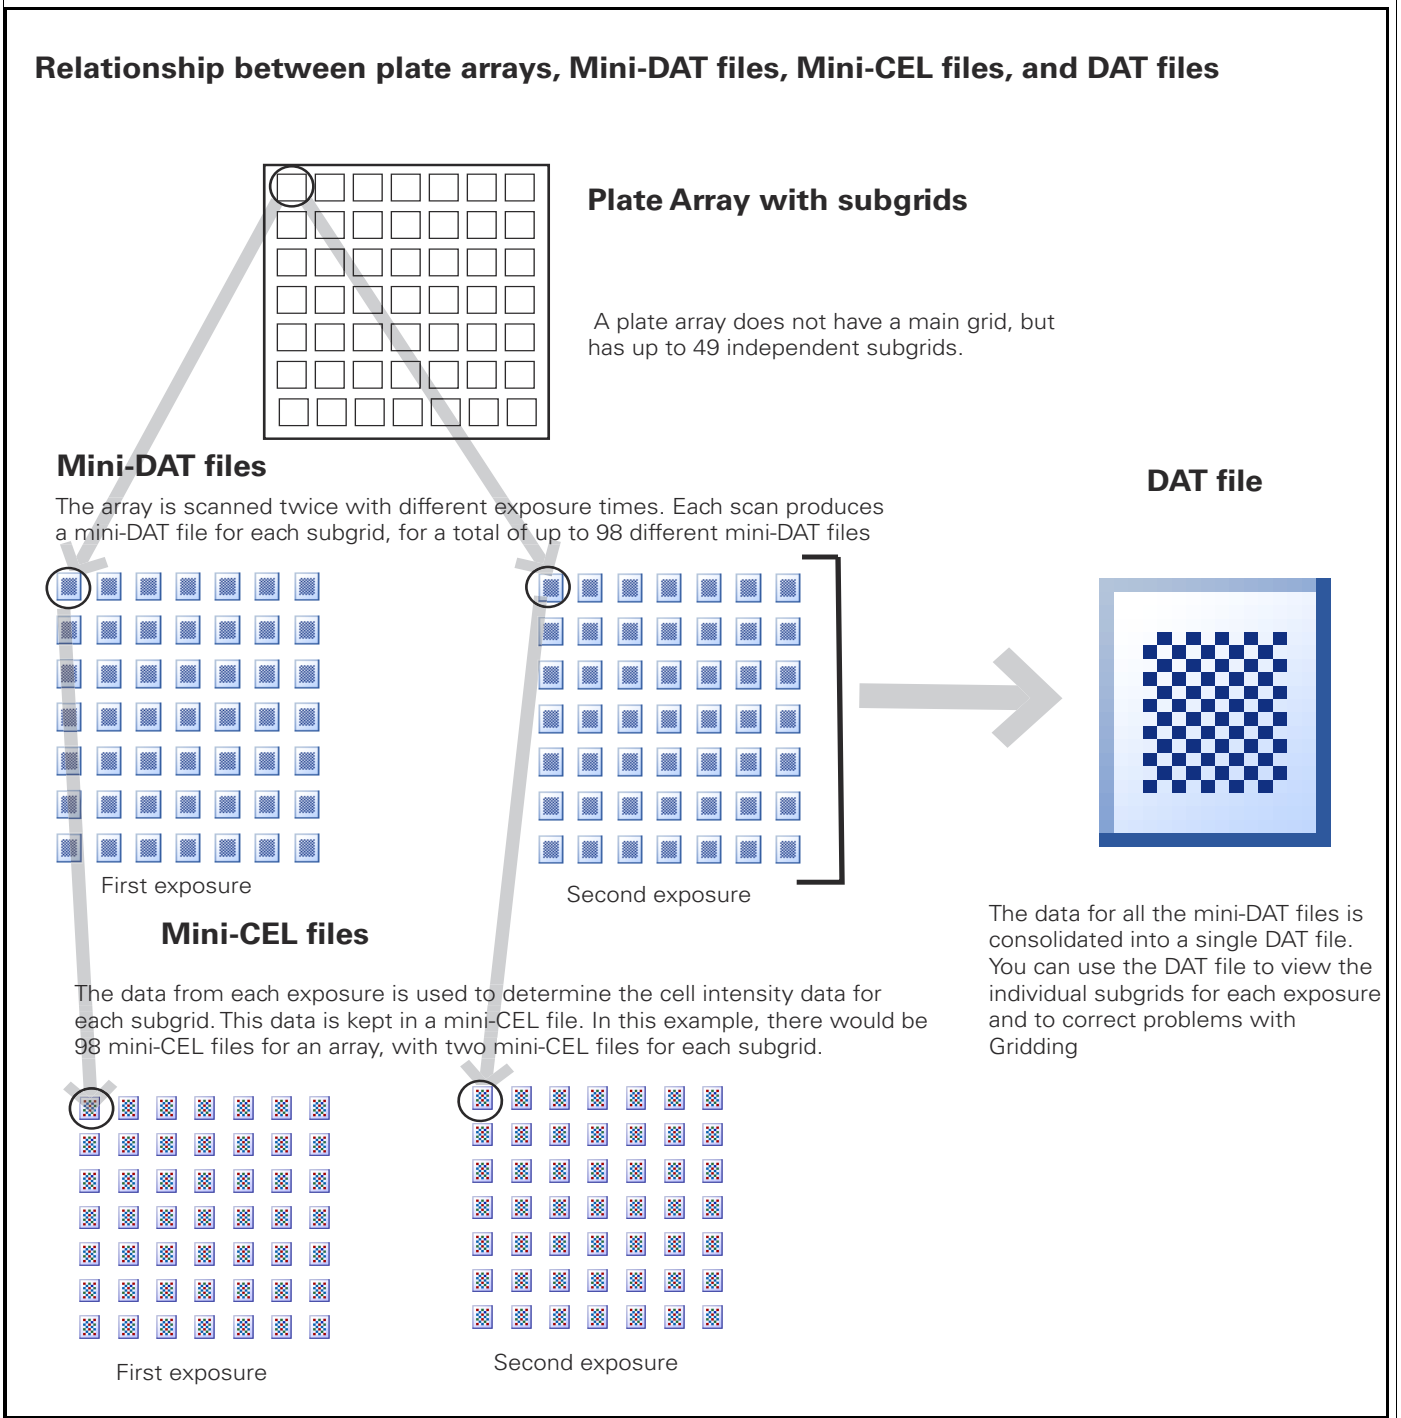 Relationship between plate arrays, Mini-DAT files, Mini-CEL files, and DAT files
Plate Array with subgrids
A plate array does not have a main grid, but
has up to 49 independent subgrids.
Mini-DAT files
The array is scanned twice with different exposure times. Each scan produces
a mini-DAT file for each subgrid, for a total of up to 98 different mini-DAT files
First exposure
Second exposure
DAT file
The data for all the mini-DAT files is
consolidated into a single DAT file.
You can use the DAT file to view the
individual subgrids for each exposure
and to correct problems with
Gridding
Mini-CEL files
The data from each exposure is used to determine the cell intensity data for
each subgrid. This data is kept in a mini-CEL file. In this example, there would be
98 mini-CEL files for an array, with two mini-CEL files for each subgrid.
First exposure
Second exposure